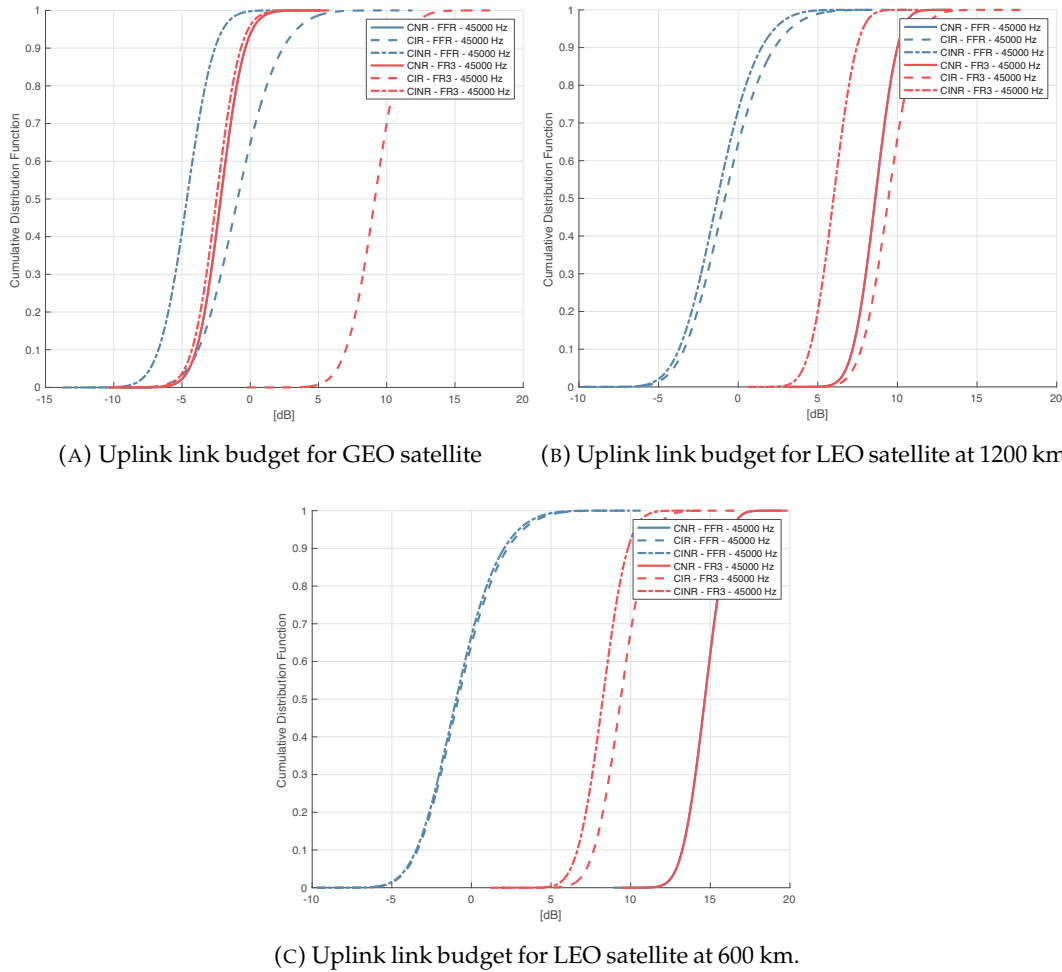 1
0.9
0.8
0.7
0.6
0.5
0.4
0.3
0.2
0.1
0
Cumulative Distribution Function
-15
-10
-5
0
5
10
15
20
[dB]
CNR - FFR - 45000 Hz
CIR - FFR - 45000 Hz
CINR - FFR - 45000 Hz
CNR - FR3 - 45000 Hz
CIR - FR3 - 45000 Hz
CINR - FR3 - 45000 Hz
(A) Uplink link budget for GEO satellite
1
0.9
0.8
0.7
0.6
0.5
0.4
0.3
0.2
0.1
0
Cumulative Distribution Function
-10
-5
0
5
10
15
20
[dB]
CNR - FFR - 45000 Hz
CIR - FFR - 45000 Hz
CINR - FFR - 45000 Hz
CNR - FR3 - 45000 Hz
CIR - FR3 - 45000 Hz
CINR - FR3 - 45000 Hz
(B) Uplink link budget for LEO satellite at 1200 km
1
0.9
0.8
0.7
0.6
0.5
0.4
0.3
0.2
0.1
0
Cumulative Distribution Function
-10
-5
0
5
10
15
20
[dB]
CNR - FFR - 45000 Hz
CIR - FFR - 45000 Hz
CINR - FFR - 45000 Hz
CNR - FR3 - 45000 Hz
CIR - FR3 - 45000 Hz
CINR - FR3 - 45000 Hz
(C) Uplink link budget for LEO satellite at 600 km.